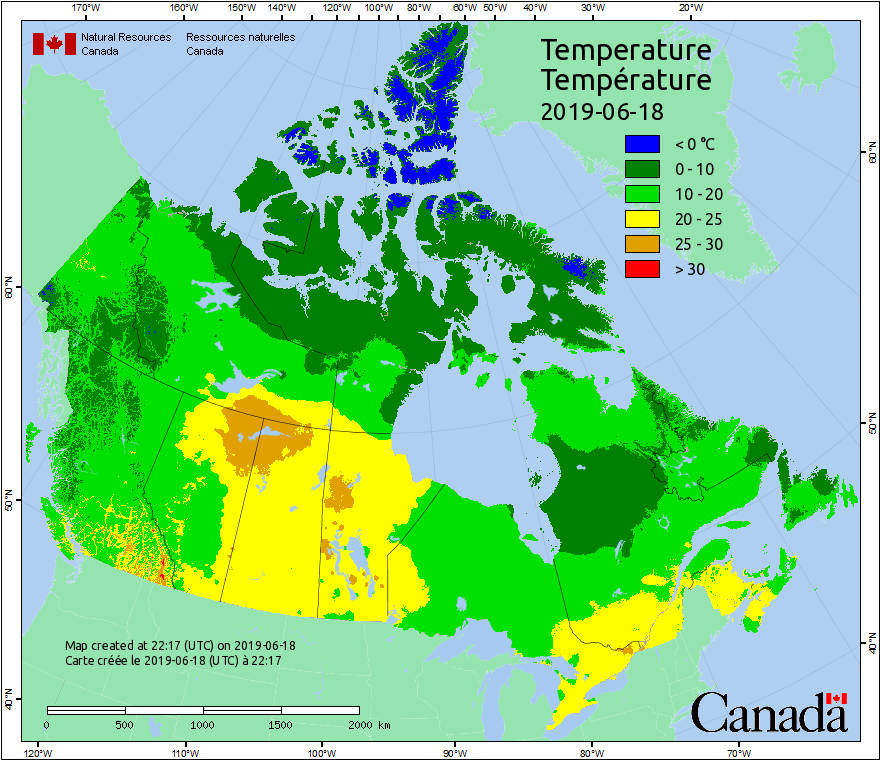 170°W 160°W 150°W 140°W 120°W 100°W 80°W 60°W 50°W 40°W 30°W 20°W
Natural Resources Ressources naturelles
Canada Canada
Temperature
Température
2019-06-18
< 0 °C
0 - 10
10 - 20
20 - 25
25 - 30
> 30
60°N
60°N
50°N
50°N
40°N
40°N
Map created at 22:17 (UTC) on 2019-06-18
Carte créée le 2019-06-18 (UTC) à 22:17
0 500 1000 1500 2000 km
Canada
120°W 110°W 100°W 90°W 80°W 70°W